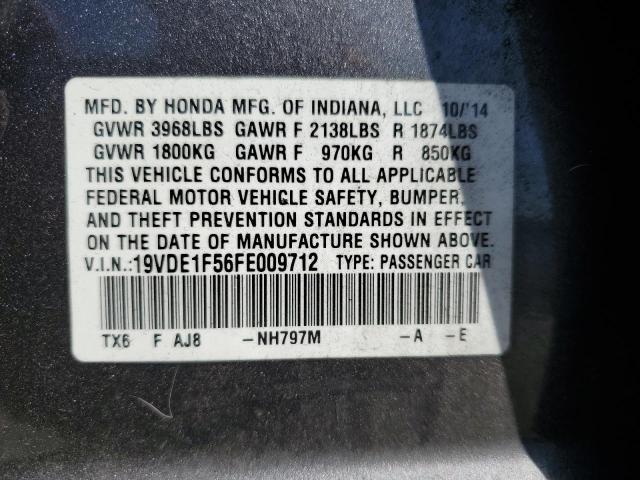 MFD. BY HONDA MFG. OF INDIANA, LLC 10/'14
GVWR 3968LBS GAWR F 2138LBS R 1874LBS
GVWR 1800KG GAWR F 970KG R 850KG
THIS VEHICLE CONFORMS TO ALL APPLICABLE
FEDERAL MOTOR VEHICLE SAFETY, BUMPER,
AND THEFT PREVENTION STANDARDS IN EFFECT
ON THE DATE OF MANUFACTURE SHOWN ABOVE.
V.I.N.:19VDE1F56FE009712 TYPE: PASSENGER CAR
TX6 F AJ8 -NH797M -A -E